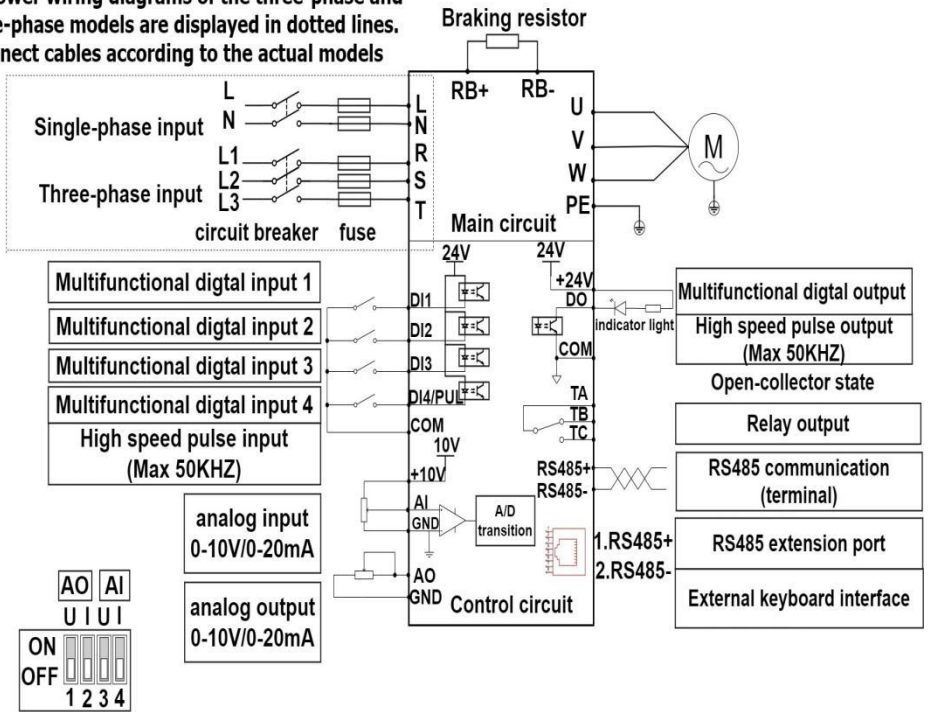 e-phase models are displayed in dotted lines.
nect cables according to the actual models
Braking resistor
RB+ RB-
L
N
Single-phase input
L1
L2
L3
Three-phase input
circuit breaker fuse
L
N
R
S
T
U
V
W
PE
M
Main circuit
24V
24V
Multifunctional digtal input 1
Multifunctional digtal input 2
Multifunctional digtal input 3
Multifunctional digtal input 4
High speed pulse input
(Max 50KHZ)
DI1
DI2
DI3
DI4/PUL
COM
10V
+10V
AI
GND
A/D
transition
AO
GND
Control circuit
analog input
0-10V/0-20mA
analog output
0-10V/0-20mA
+24V
DO
indicator light
COM
TA
TB
TC
RS485+
RS485-
1.RS485+
2.RS485-
Multifunctional digtal output
High speed pulse output
(Max 50KHZ)
Open-collector state
Relay output
RS485 communication
(terminal)
RS485 extension port
External keyboard interface
AO AI
U I U I
ON
OFF
1 2 3 4